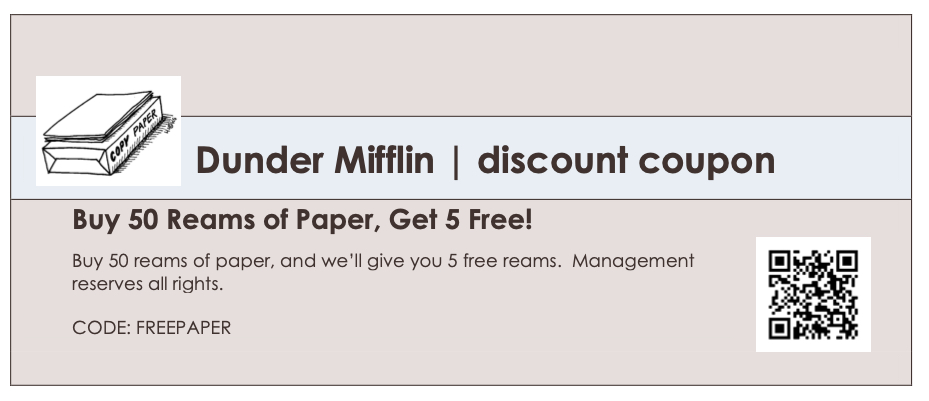 COPY PAPER
Dunder Mifflin | discount coupon
Buy 50 Reams of Paper, Get 5 Free!
Buy 50 reams of paper, and we’ll give you 5 free reams.  Management
reserves all rights.
CODE: FREEPAPER